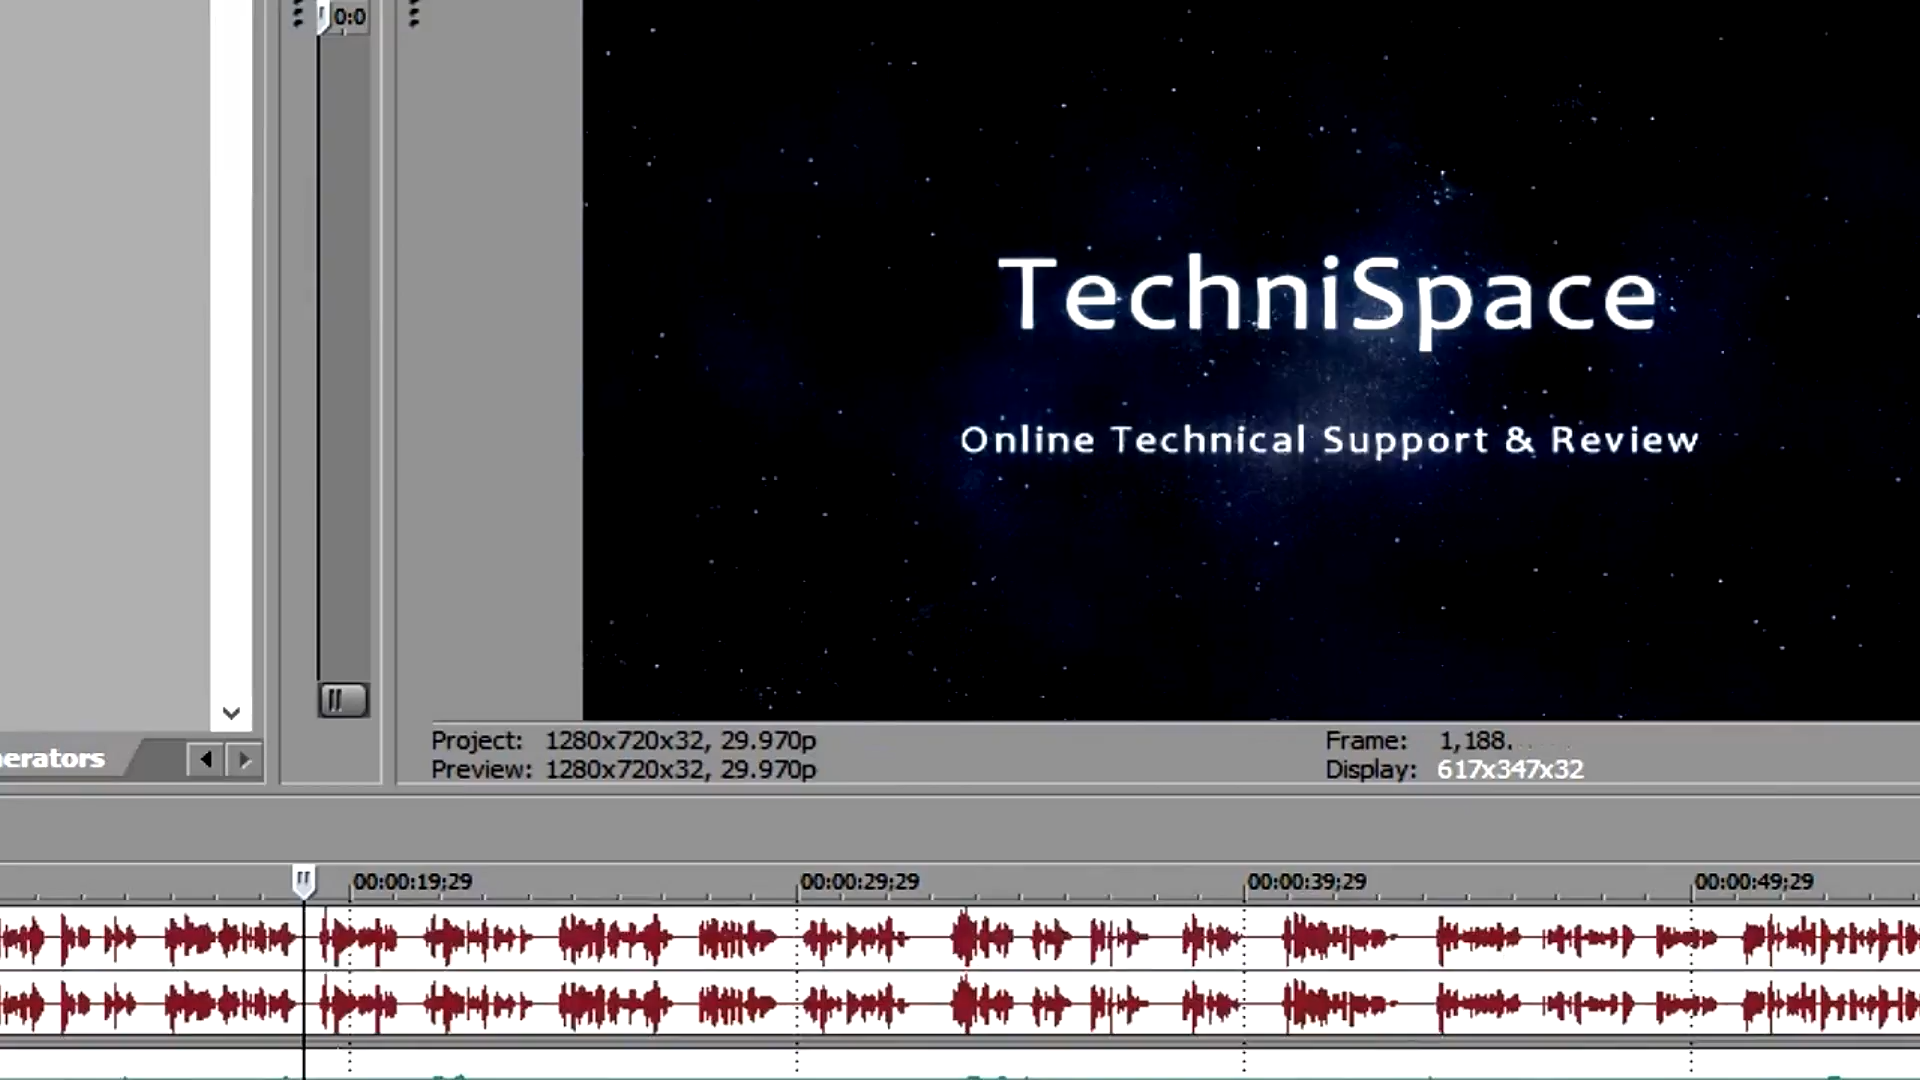 0:0
TechniSpace
Online Technical Support & Review
Project: 1280x720x32, 29.970p
Frame: 1,188
Preview: 1280x720x32, 29.970p
Display: 617x347x32
erators
00:00:19;29
00:00:29;29
00:00:39;29
00:00:49;29